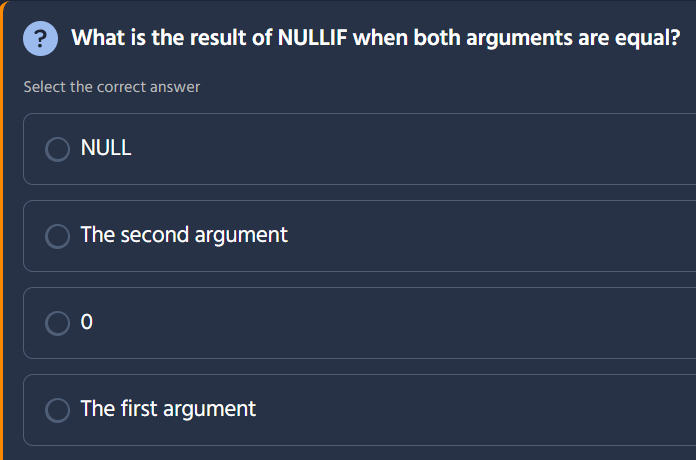 ? What is the result of NULLIF when both arguments are equal?
Select the correct answer
NULL
The second argument
0
The first argument